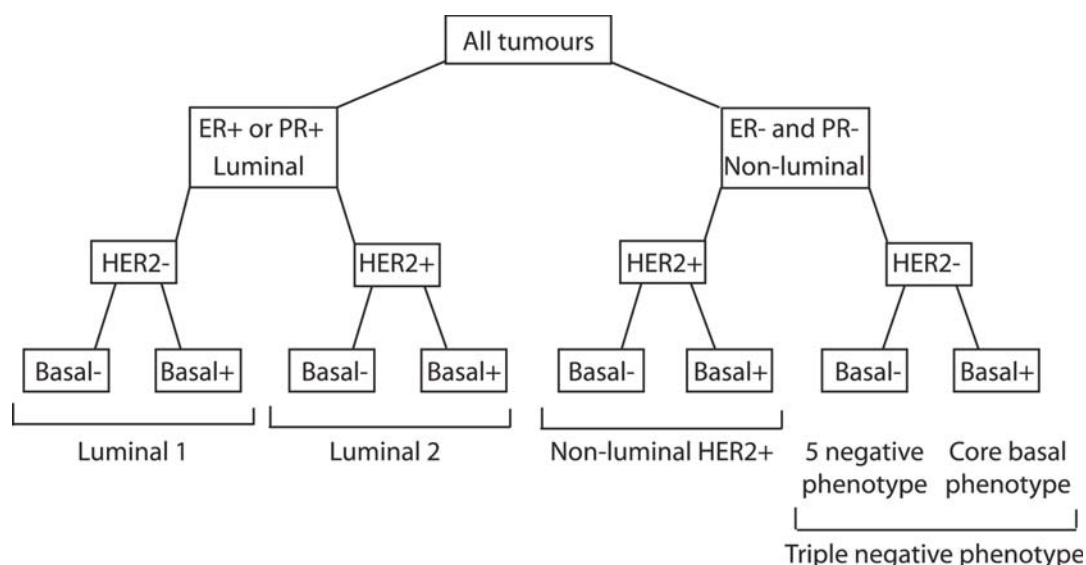 All tumours
ER+ or PR+
Luminal
ER- and PR-
Non-luminal
HER2-
HER2+
HER2+
HER2-
Basal-
Basal+
Basal-
Basal+
Basal-
Basal+
Basal-
Basal+
Luminal 1
Luminal 2
Non-luminal HER2+
5 negative
phenotype
Core basal
phenotype
Triple negative phenotype